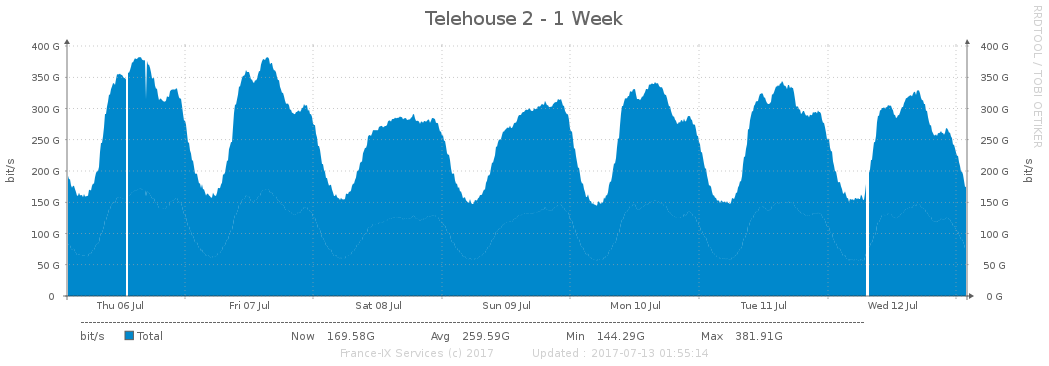 Telehouse 2 - 1 Week
RRDTOOL / TOBI OETIKER
400 G 400 G
350 G 350 G
300 G 300 G
250 G 250 G
200 G 200 G
150 G 150 G
100 G 100 G
50 G 50 G
0 0 G
bit/s bit/s
Thu 06 Jul Fri 07 Jul Sat 08 Jul Sun 09 Jul Mon 10 Jul Tue 11 Jul Wed 12 Jul
bit/s Total Now 169.58G Avg 259.59G Min 144.29G Max 381.91G
France-IX Services (c) 2017 Updated : 2017-07-13 01:55:14